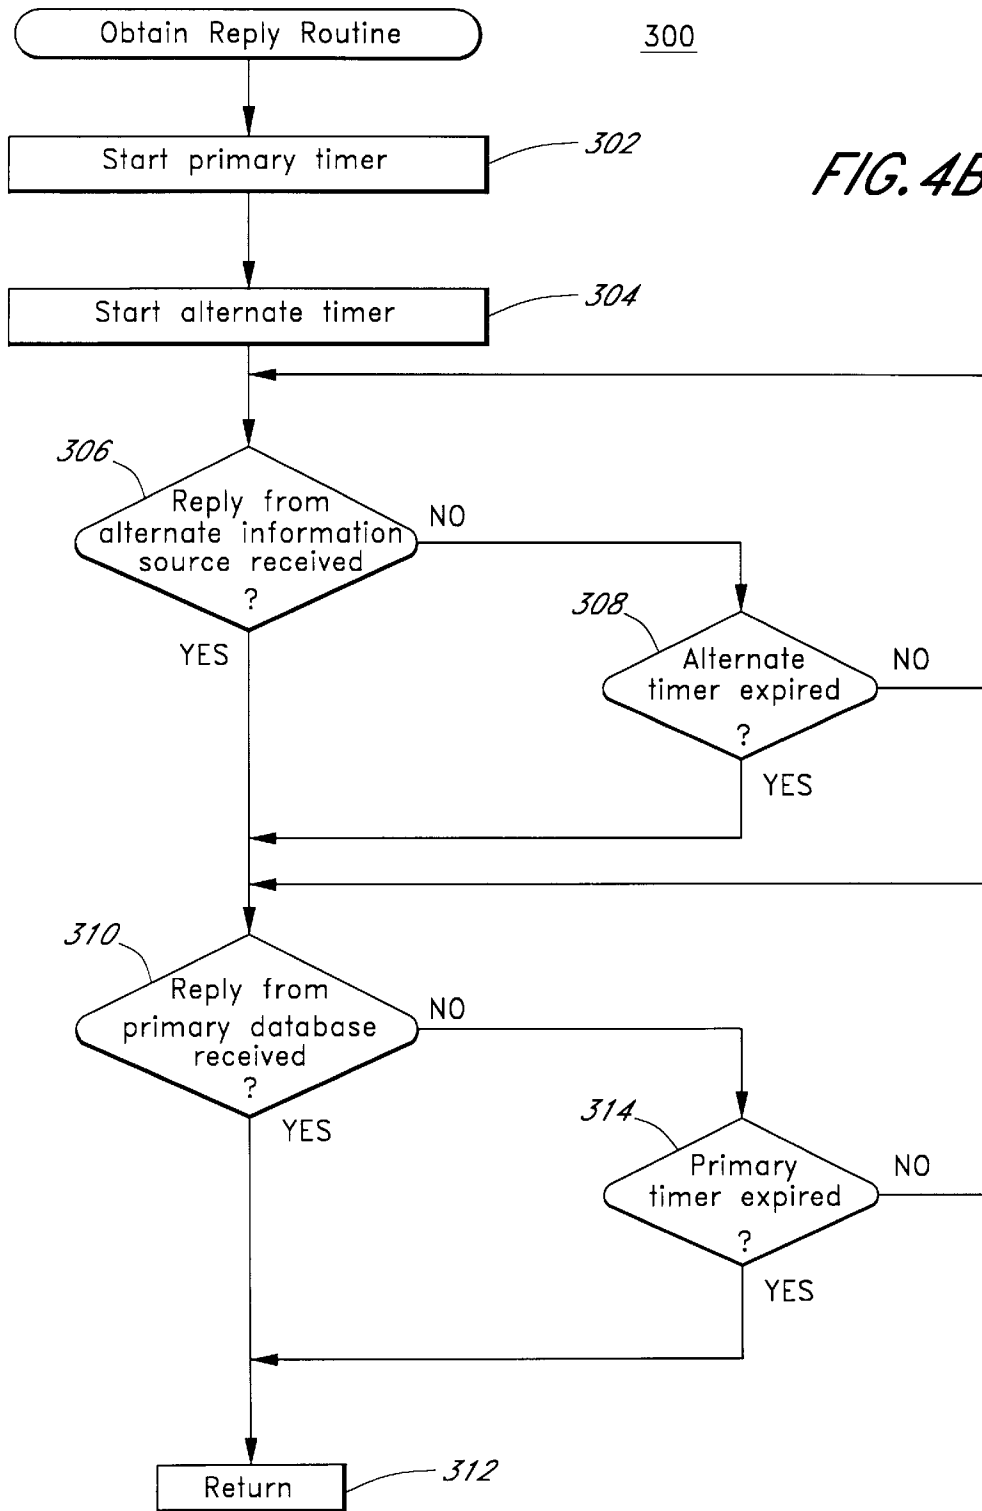 Obtain Reply Routine
300
Start primary timer
302
FIG. 4B
Start alternate timer
304
306
Reply from
alternate information
source received
?
NO
YES
308
Alternate
timer expired
?
NO
YES
310
Reply from
primary database
received
?
NO
YES
314
Primary
timer expired
?
NO
YES
Return
312